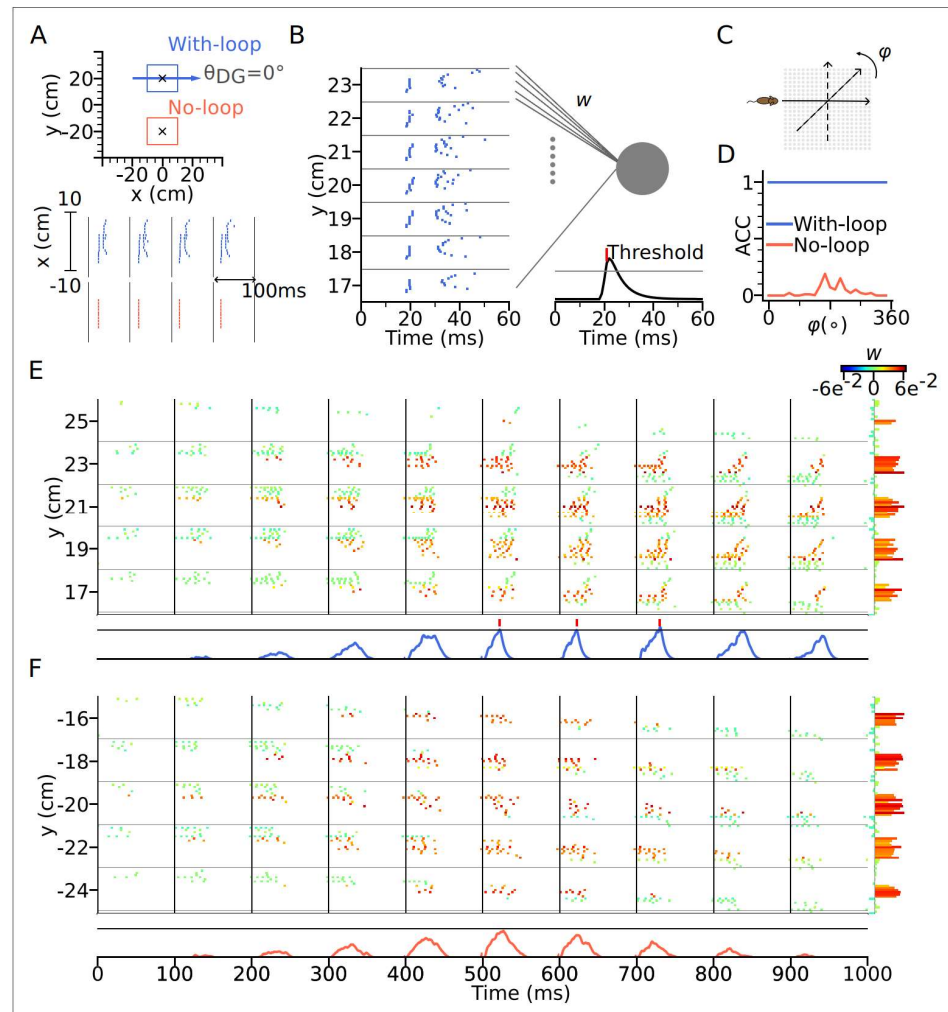 A
With-loop
θDG=0°
No-loop
20
0
-20
y (cm)
-20 0 20
x (cm)
10
x (cm)
-10
100ms
B
23
22
21
20
19
18
17
y (cm)
0 20 40 60
Time (ms)
w
Threshold
0 20 40 60
Time (ms)
C
φ
D
1
ACC
0
With-loop
No-loop
0 360
φ(∘)
w
-6e-2 0 6e-2
E
25
23
21
19
17
y (cm)
F
-16
-18
-20
-22
-24
y (cm)
0 100 200 300 400 500 600 700 800 900 1000
Time (ms)